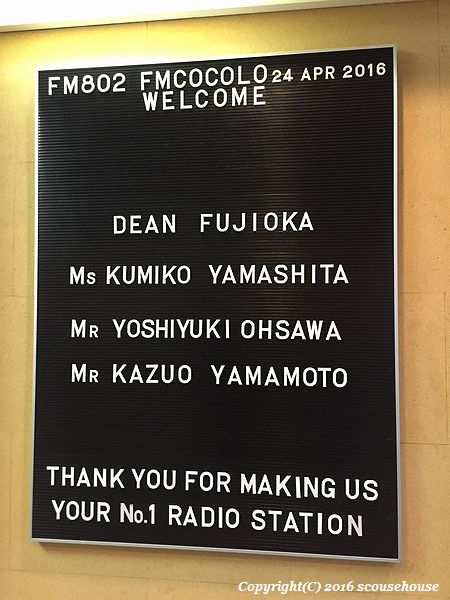 FM802 FMCOCOLO 24 APR 2016
WELCOME
DEAN FUJIOKA
Ms KUMIKO YAMASHITA
MR YOSHIYUKI OHSAWA
MR KAZUO YAMAMOTO
THANK YOU FOR MAKING US
YOUR No.1 RADIO STATION
Copyright(C) 2016 scousehouse